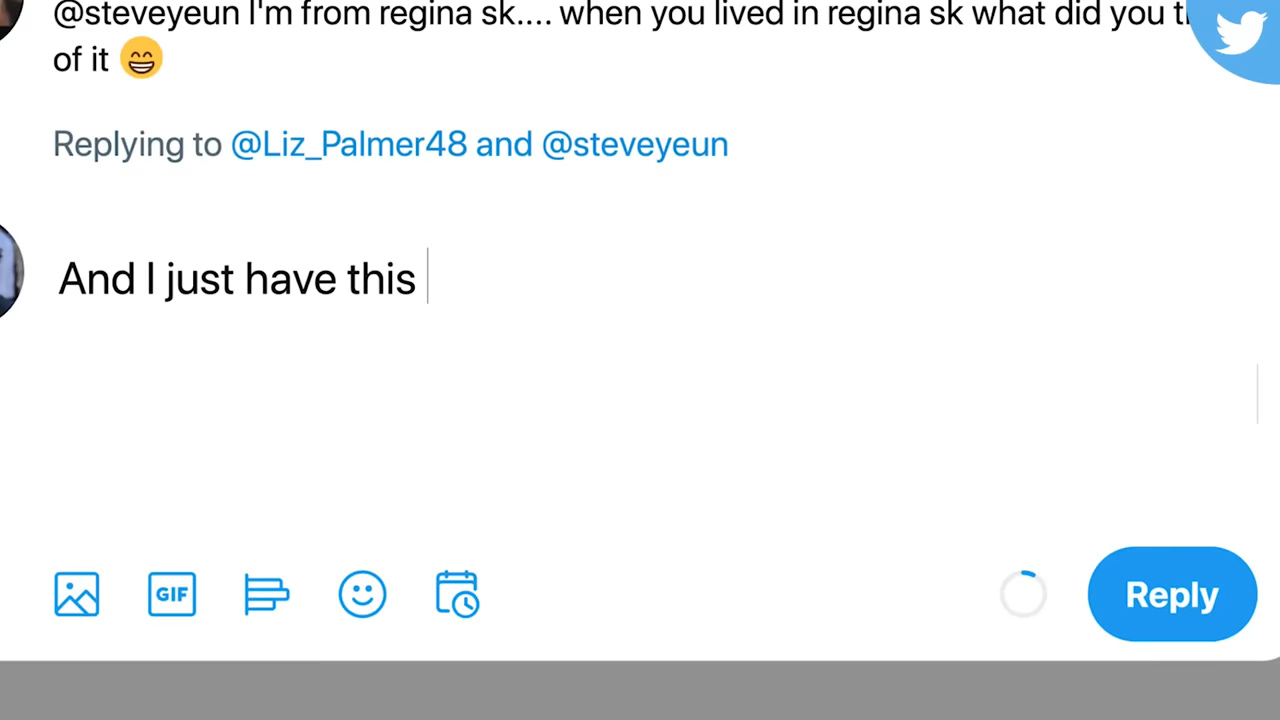 @steveyeun I'm from regina sk.... when you lived in regina sk what did you
of it 😁
Replying to @Liz_Palmer48 and @steveyeun
And I just have this
GIF
Reply